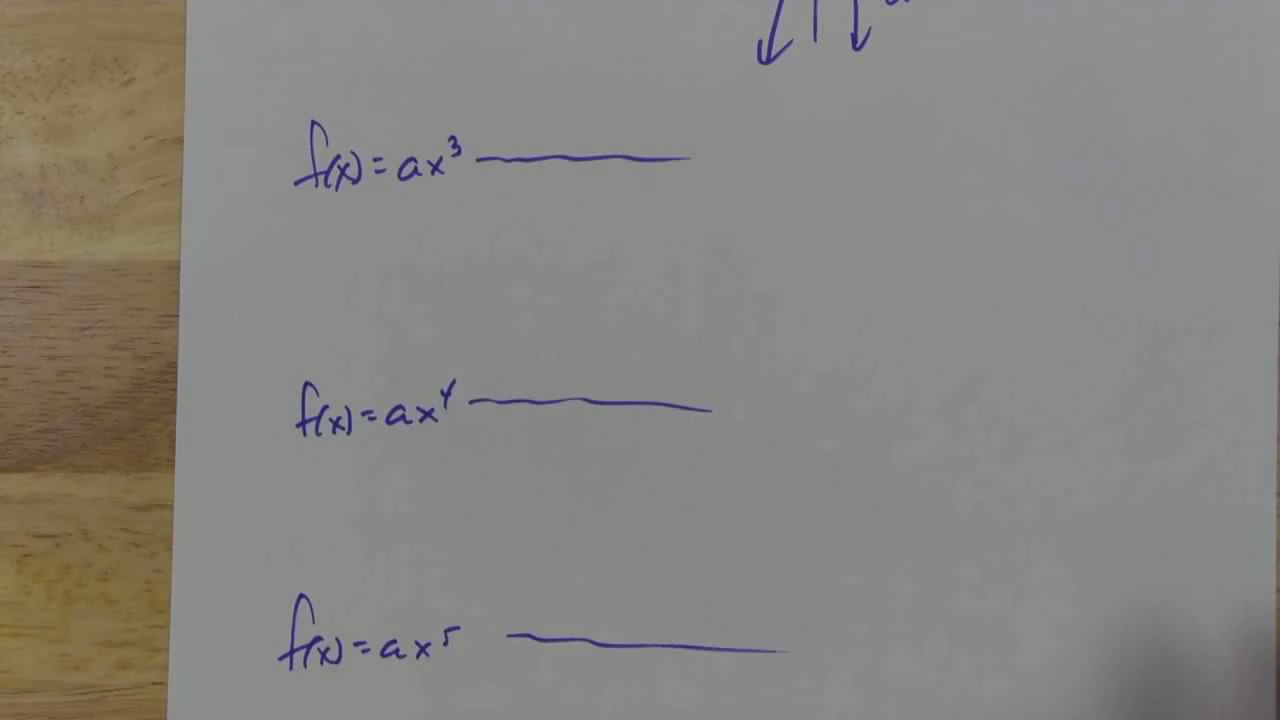 f(x) = ax³
f(x) = ax⁴
f(x) = ax⁵